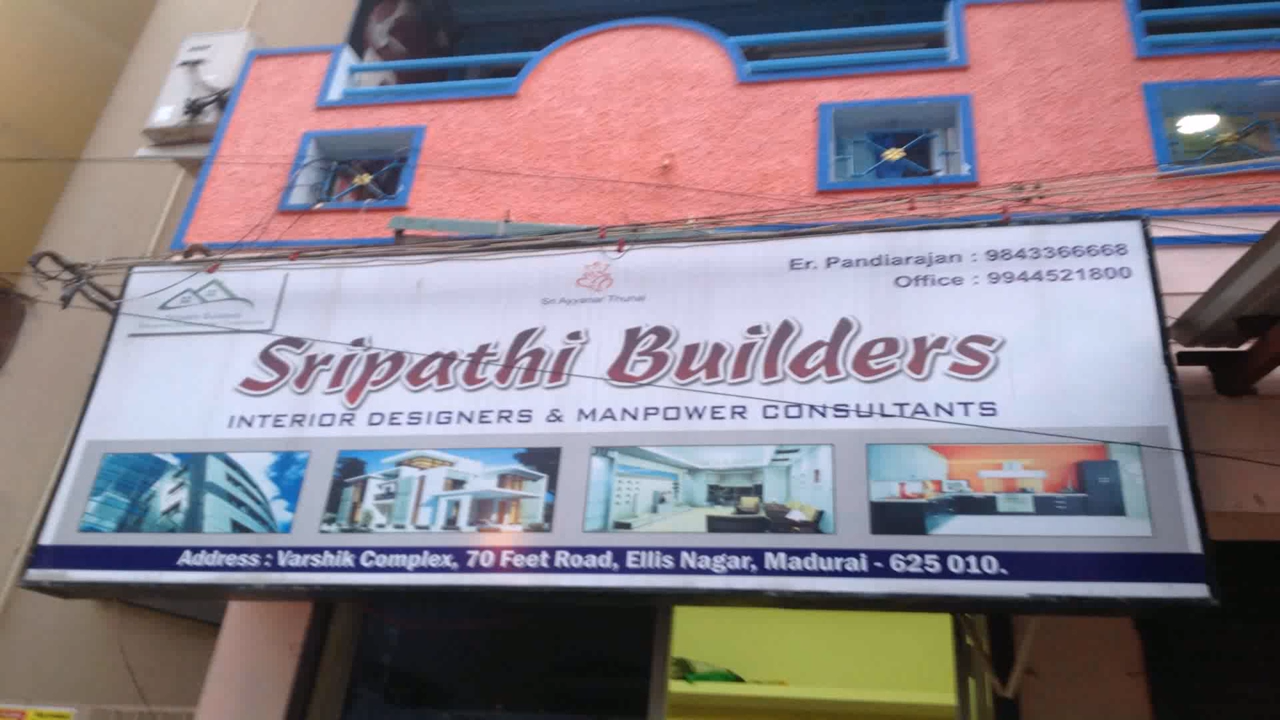 Er. Pandiarajan : 9843366668
Office : 9944521800
Sri Ayyanar Thunai
Sripathi Builders
INTERIOR DESIGNERS & MANPOWER CONSULTANTS
Address : Varshik Complex, 70 Feet Road, Ellis Nagar, Madurai - 625 010.